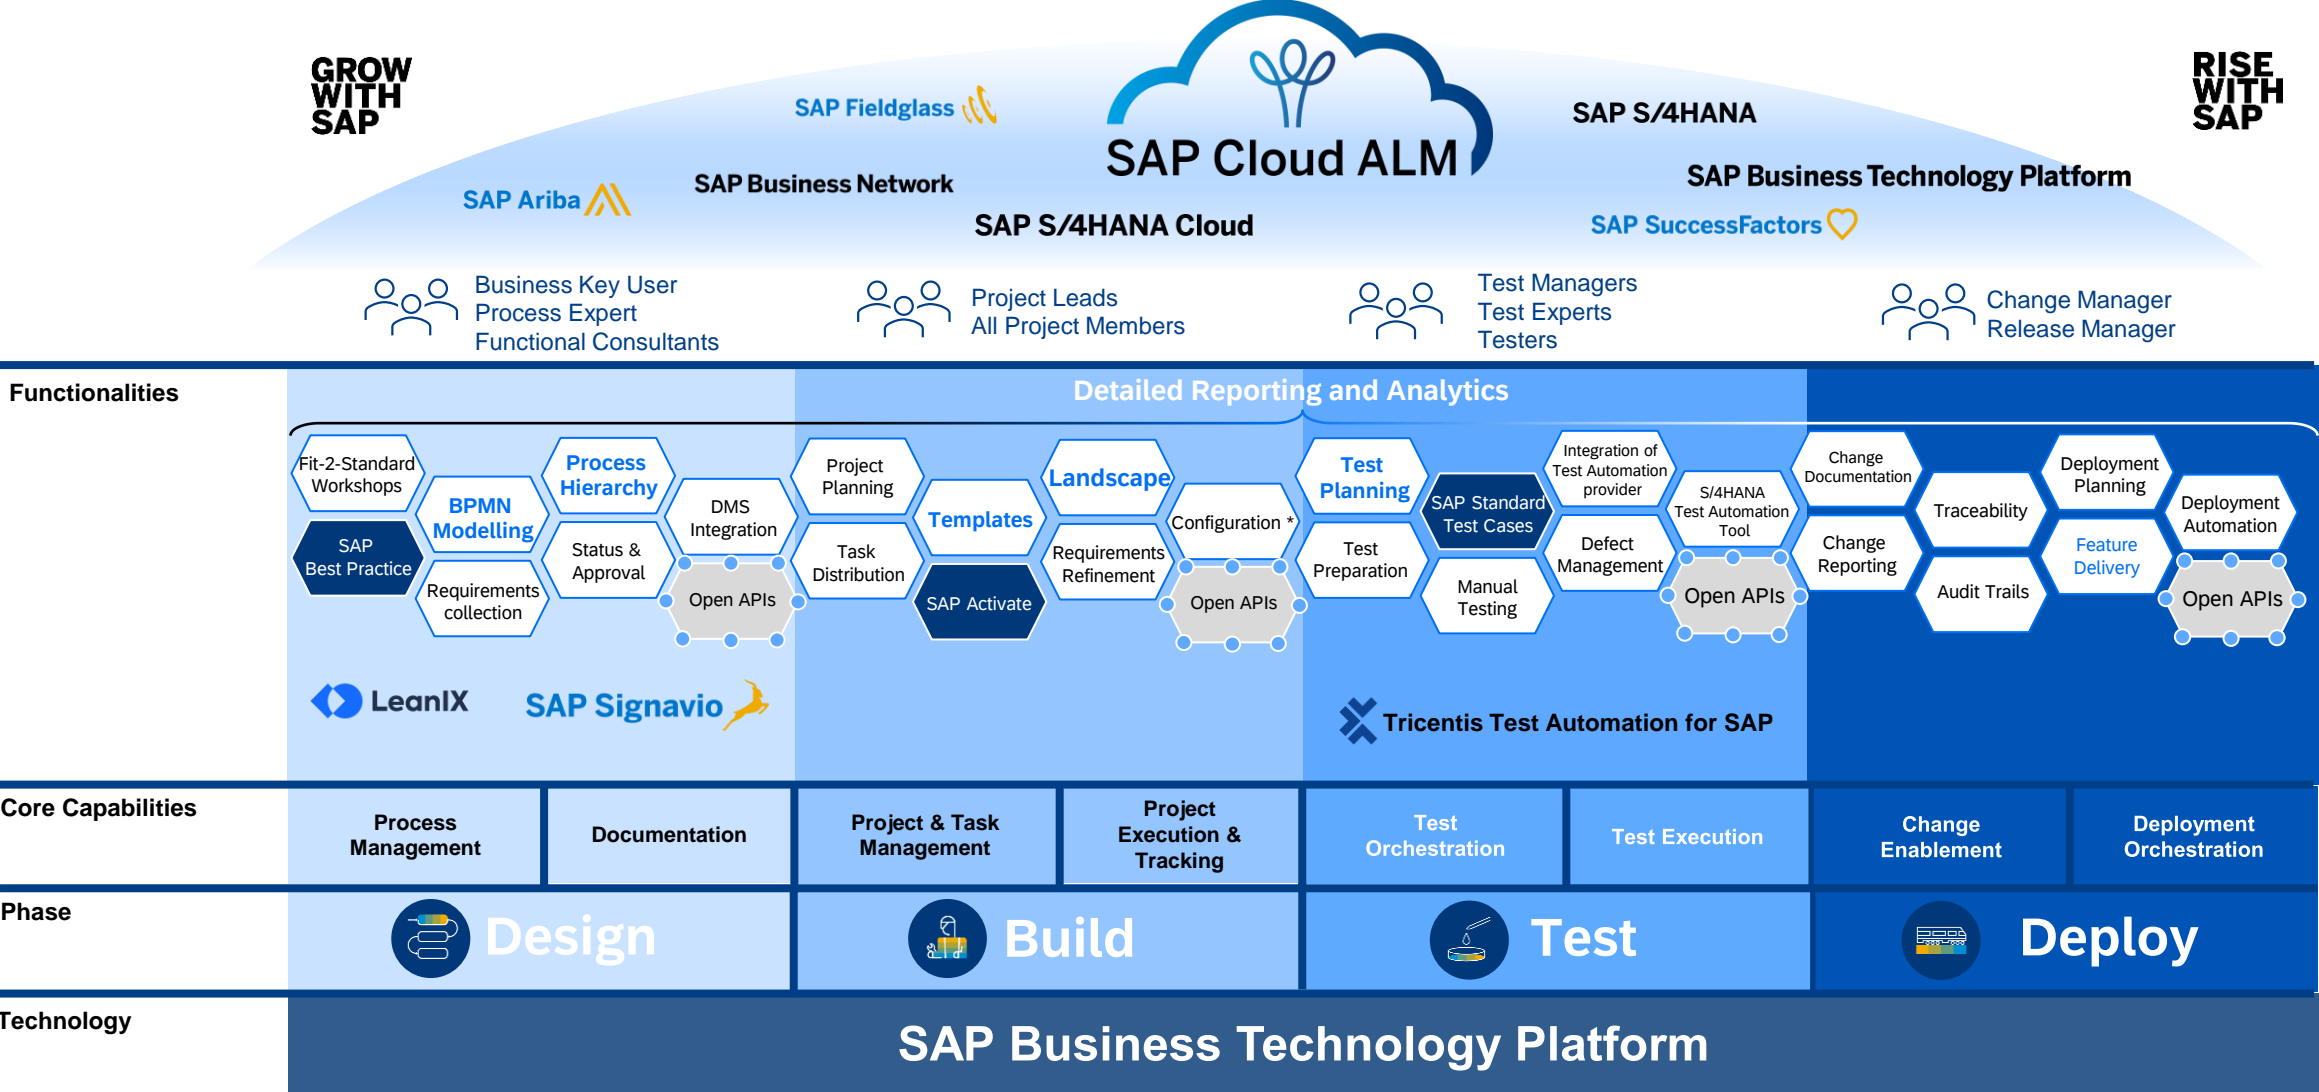 GROW
WITH
SAP
SAP Fieldglass
SAP Cloud ALM
SAP S/4HANA
RISE
WITH
SAP
SAP Ariba
SAP Business Network
SAP S/4HANA Cloud
SAP Business Technology Platform
SAP SuccessFactors
Business Key User
Process Expert
Functional Consultants
Project Leads
All Project Members
Test Managers
Test Experts
Testers
Change Manager
Release Manager
Functionalities
Detailed Reporting and Analytics
Fit-2-Standard
Workshops
SAP
Best Practice
BPMN
Modelling
Requirements
collection
Process
Hierarchy
Status &
Approval
DMS
Integration
Open APIs
Project
Planning
Task
Distribution
Templates
SAP Activate
Landscape
Requirements
Refinement
Configuration *
Open APIs
Test
Planning
Test
Preparation
SAP Standard
Test Cases
Manual
Testing
Integration of
Test Automation
provider
Defect
Management
S/4HANA
Test Automation
Tool
Open APIs
Change
Documentation
Change
Reporting
Traceability
Audit Trails
Deployment
Planning
Feature
Delivery
Deployment
Automation
Open APIs
LeanIX
SAP Signavio
Tricentis Test Automation for SAP
Core Capabilities
Process
Management
Documentation
Project & Task
Management
Project
Execution &
Tracking
Test
Orchestration
Test Execution
Change
Enablement
Deployment
Orchestration
Phase
Design
Build
Test
Deploy
Technology
SAP Business Technology Platform